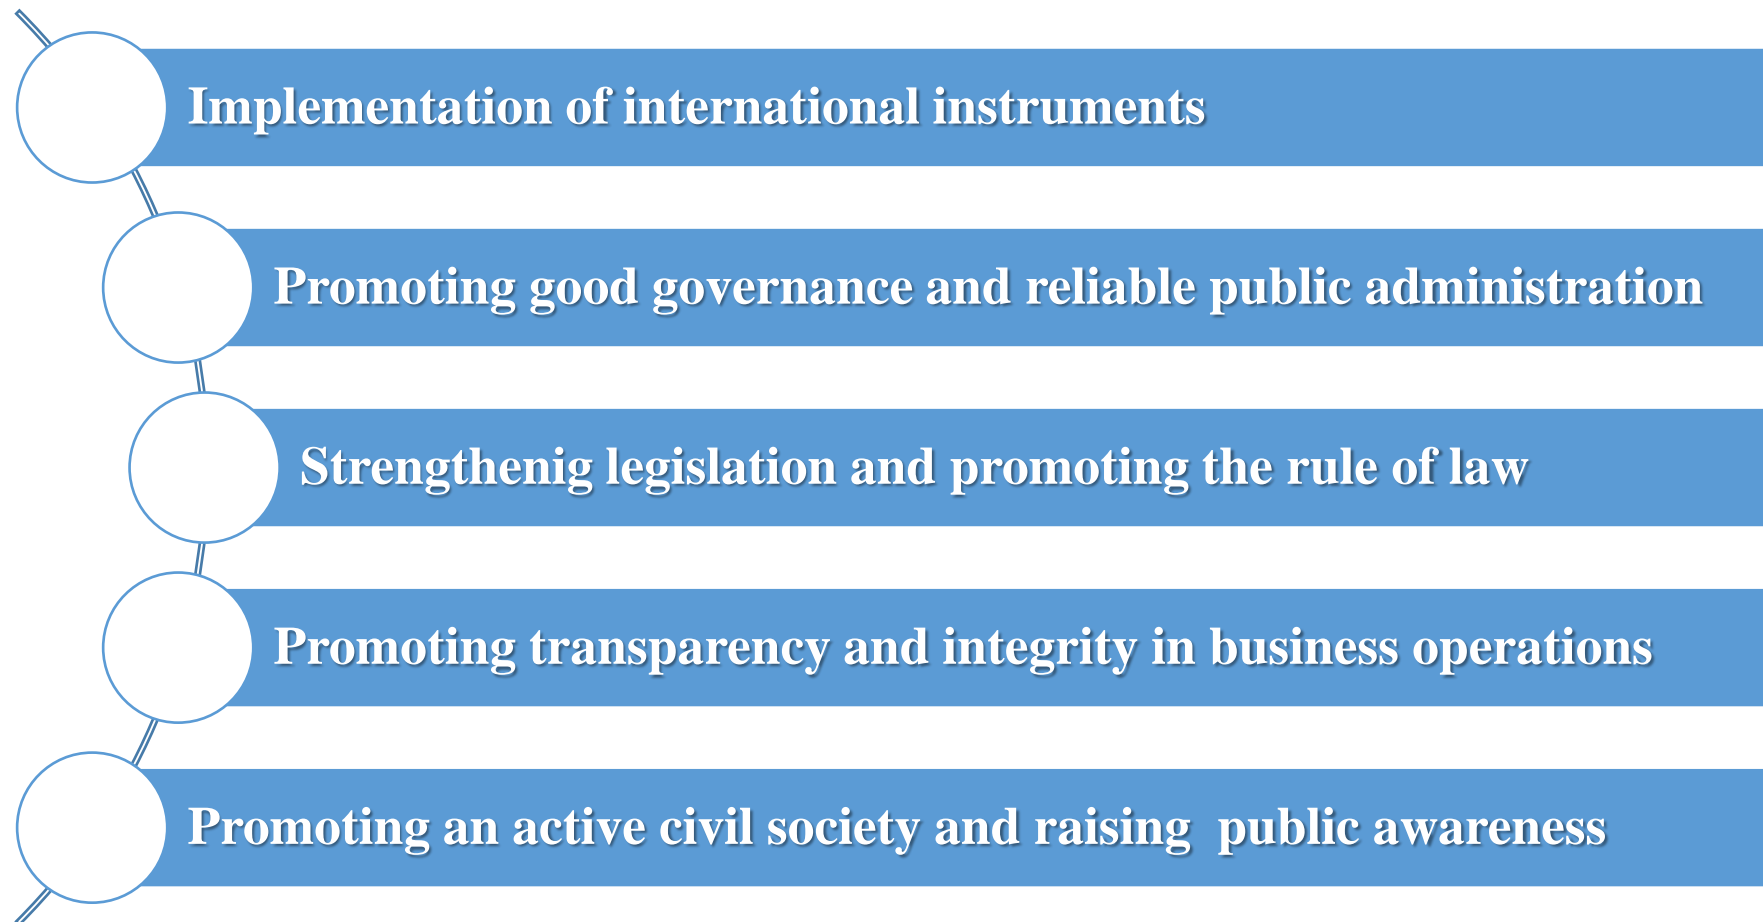 Implementation of international instruments
Promoting good governance and reliable public administration
Strengthenig legislation and promoting the rule of law
Promoting transparency and integrity in business operations
Promoting an active civil society and raising  public awareness